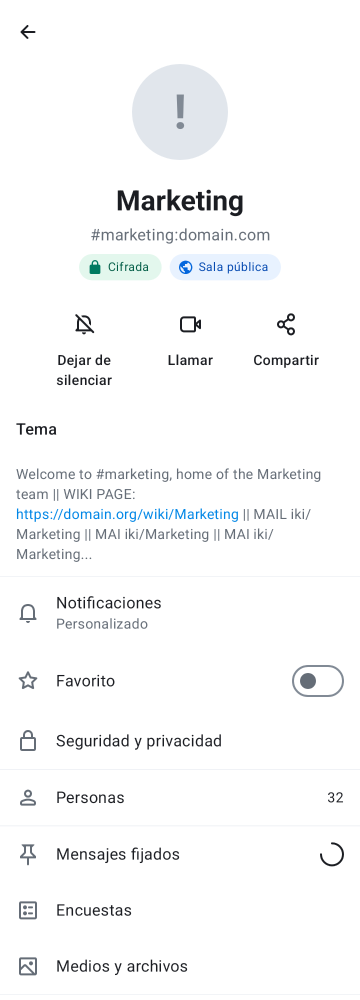 !
Marketing
#marketing:domain.com
Cifrada
Sala pública
Dejar de
silenciar
Llamar
Compartir
Tema
Welcome to #marketing, home of the Marketing
team || WIKI PAGE:
https://domain.org/wiki/Marketing || MAIL iki/
Marketing || MAI iki/Marketing || MAI iki/
Marketing...
Notificaciones
Personalizado
Favorito
Seguridad y privacidad
Personas
32
Mensajes fijados
Encuestas
Medios y archivos